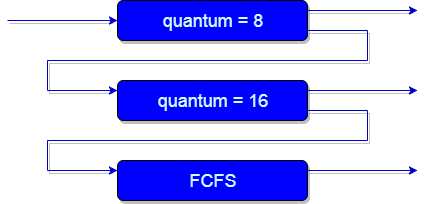 quantum = 8
quantum = 16
FCFS